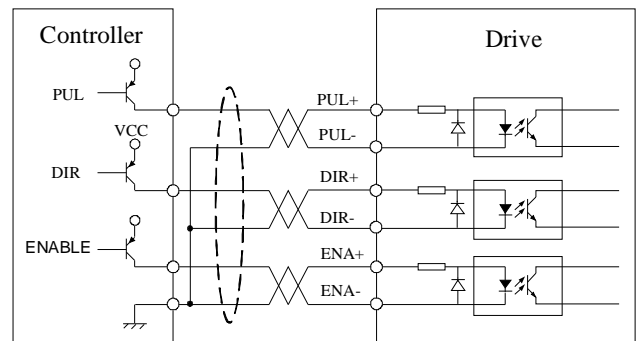 Controller
Drive
PUL
PUL+
PUL-
VCC
DIR
DIR+
DIR-
ENABLE
ENA+
ENA-